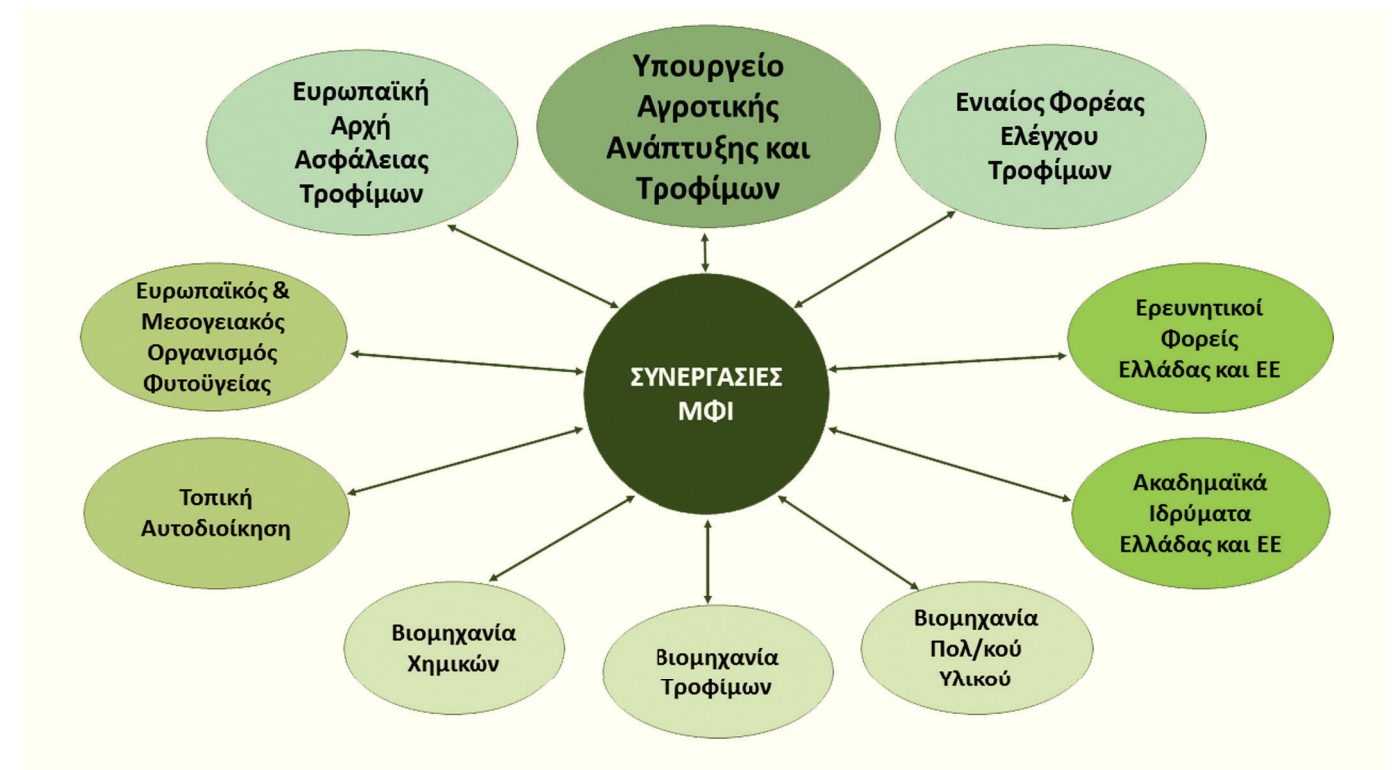 Ευρωπαϊκή
Αρχή
Ασφάλειας
Τροφίμων
Υπουργείο
Αγροτικής
Ανάπτυξης και
Τροφίμων
Ενιαίος Φορέας
Ελέγχου
Τροφίμων
Ευρωπαϊκός &
Μεσογειακός
Οργανισμός
Φυτοϋγείας
ΣΥΝΕΡΓΑΣΙΕΣ
ΜΦΙ
Ερευνητικοί
Φορείς
Ελλάδας και ΕΕ
Τοπική
Αυτοδιοίκηση
Ακαδημαϊκά
Ιδρύματα
Ελλάδας και ΕΕ
Βιομηχανία
Χημικών
Βιομηχανία
Τροφίμων
Βιομηχανία
Πολ/κού
Υλικού